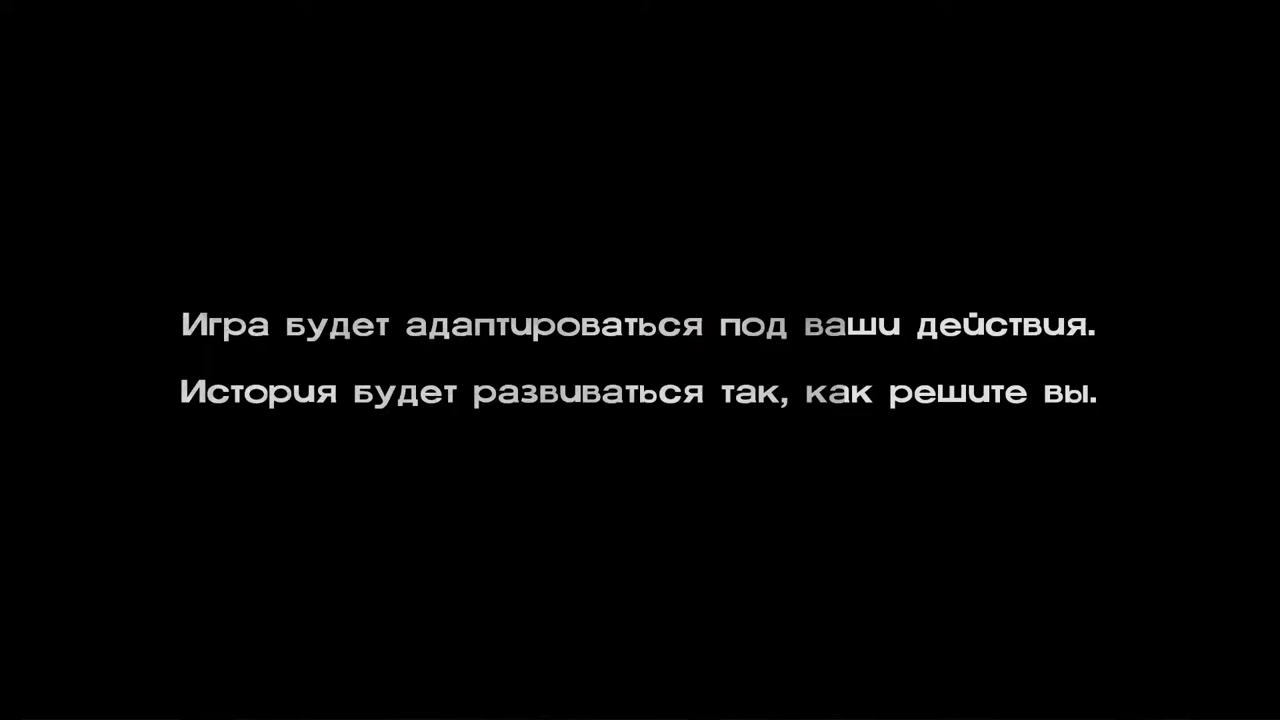 Игра будет адаптироваться под ваши действия.
История будет развиваться так, как решите вы.